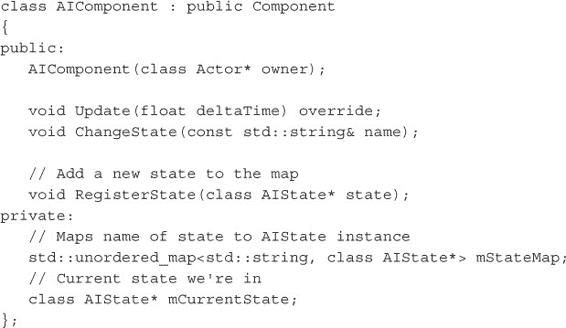 class AIComponent : public Component
{
public:
   AIComponent(class Actor* owner);

   void Update(float deltaTime) override;
   void ChangeState(const std::string& name);

   // Add a new state to the map
   void RegisterState(class AIState* state);
private:
   // Maps name of state to AIState instance
   std::unordered_map<std::string, class AIState*> mStateMap;
   // Current state we're in
   class AIState* mCurrentState;
};